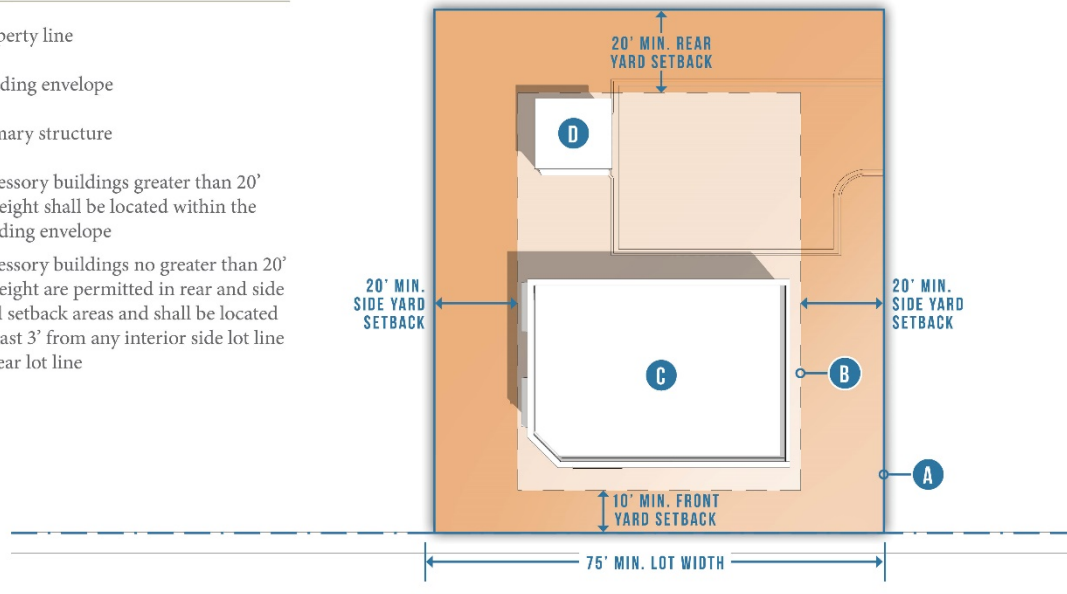 perty line
ding envelope
mary structure
essory buildings greater than 20’
eight shall be located within the
ding envelope
essory buildings no greater than 20’
eight are permitted in rear and side
d setback areas and shall be located
ast 3’ from any interior side lot line
ear lot line
20’ MIN. REAR
YARD SETBACK
D
20’ MIN.
SIDE YARD
SETBACK
20’ MIN.
SIDE YARD
SETBACK
C
B
A
10’ MIN. FRONT
YARD SETBACK
75’ MIN. LOT WIDTH